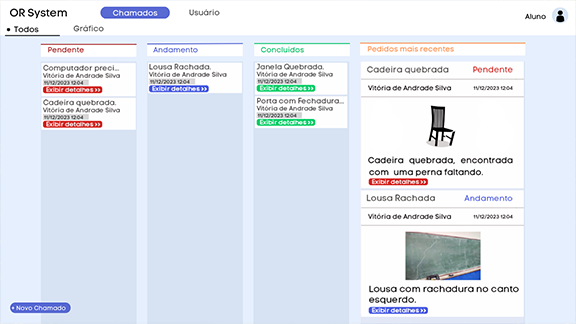 OR System
Chamados
Usuário
Aluno
• Todos
Gráfico
Pendente
Computador preci...
Vitória de Andrade Silva
11/12/2023 12:04
Exibir detalhes >>
Cadeira quebrada.
Vitória de Andrade Silva
11/12/2023 12:04
Exibir detalhes >>
Andamento
Lousa Rachada.
Vitória de Andrade Silva
11/12/2023 12:04
Exibir detalhes >>
Concluídos
Janela Quebrada.
Vitória de Andrade Silva
11/12/2023 12:04
Exibir detalhes >>
Porta com Fechadura...
Vitória de Andrade Silva
11/12/2023 12:04
Exibir detalhes >>
Pedidos mais recentes
Cadeira quebrada Pendente
Vitória de Andrade Silva 11/12/2023 12:04
Cadeira quebrada, encontrada
com uma perna faltando.
Exibir detalhes >>
Lousa Rachada Andamento
Vitória de Andrade Silva 11/12/2023 12:04
Lousa com rachadura no canto
esquerdo.
Exibir detalhes >>
+ Novo Chamado